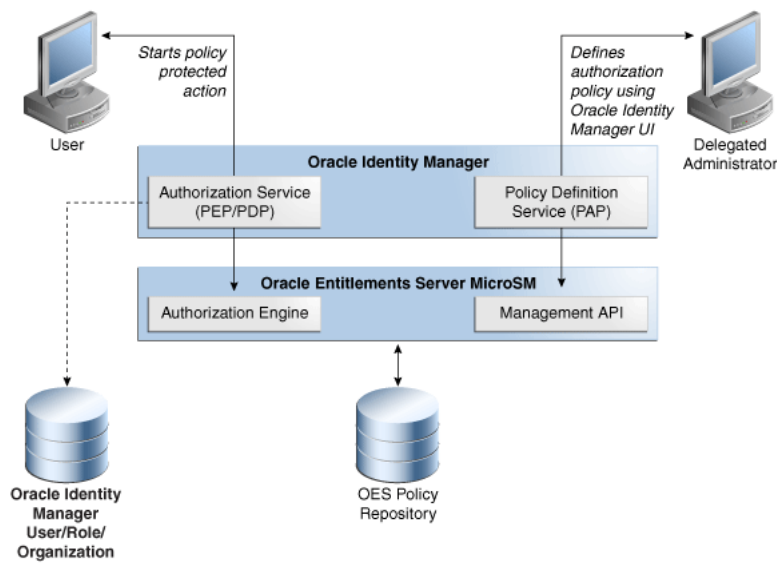 Starts policy
protected
action
User
Defines
authorization
policy using
Oracle Identity
Manager UI
Delegated
Administrator
Oracle Identity Manager
Authorization Service
(PEP/PDP)
Policy Definition
Service (PAP)
Oracle Entitlements Server MicroSM
Authorization Engine
Management API
Oracle Identity
Manager
User/Role/
Organization
OES Policy
Repository